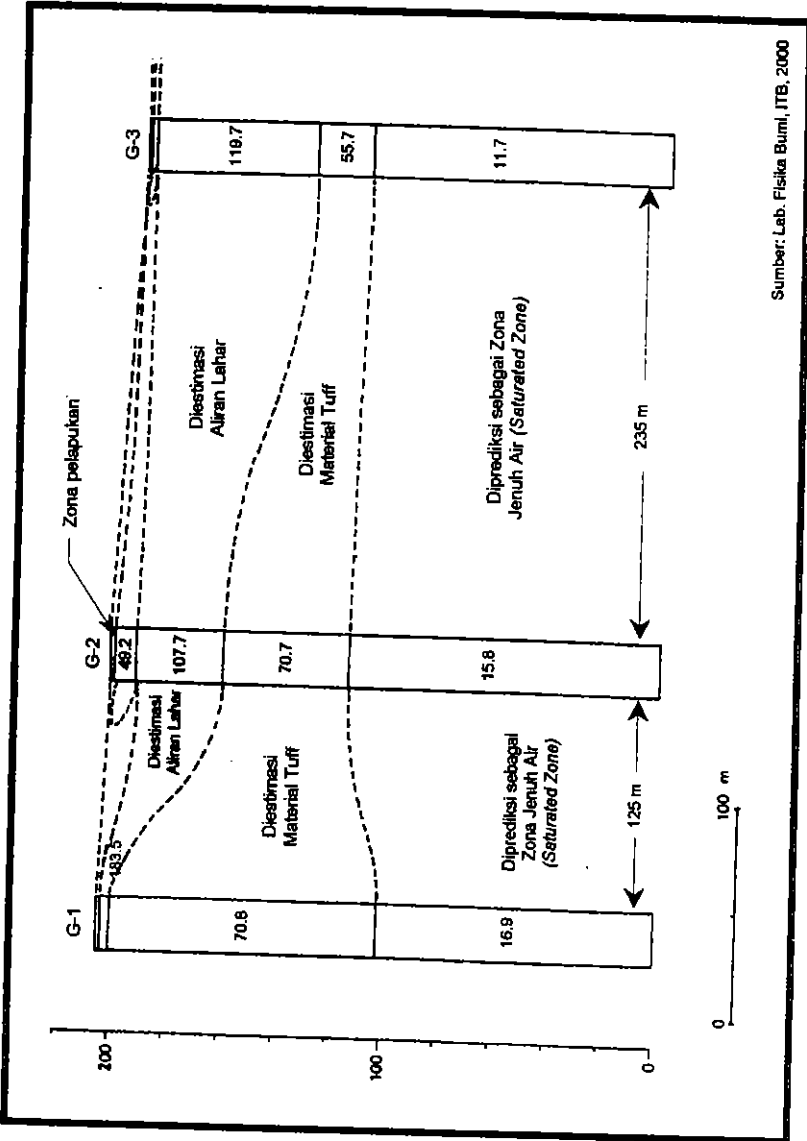 Zona pelapukan
G-1
G-2
G-3
183.5
70.8
16.9
49.2
107.7
70.7
15.8
119.7
55.7
11.7
Diestimasi
Aliran Lahar
Diestimasi
Material Tuff
Diprediksi sebagai
Zona Jenuh Air
(Saturated Zone)
Diestimasi
Aliran Lahar
Diestimasi
Material Tuff
Diprediksi sebagai Zona
Jenuh Air (Saturated Zone)
125 m
235 m
200
100
0
0
100 m
Sumber: Lab. Fisika Bumi, ITB, 2000